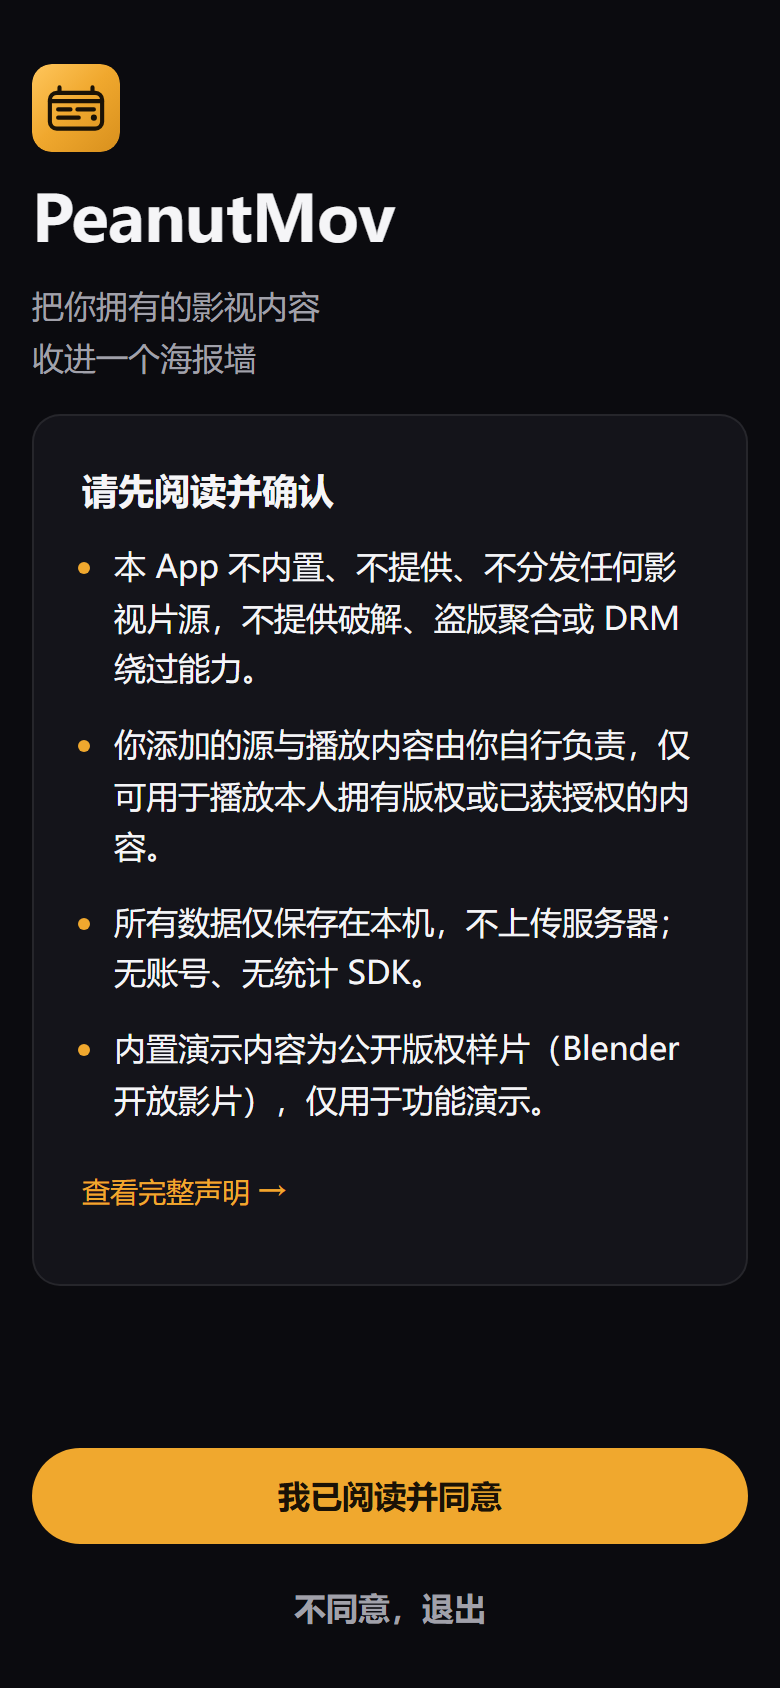 PeanutMov
把你拥有的影视内容
收进一个海报墙
请先阅读并确认
本 App 不内置、不提供、不分发任何影
视片源，不提供破解、盗版聚合或 DRM
绕过能力。
你添加的源与播放内容由你自行负责，仅
可用于播放本人拥有版权或已获授权的内
容。
所有数据仅保存在本机，不上传服务器；
无账号、无统计 SDK。
内置演示内容为公开版权样片（Blender
开放影片），仅用于功能演示。
查看完整声明 →
我已阅读并同意
不同意，退出